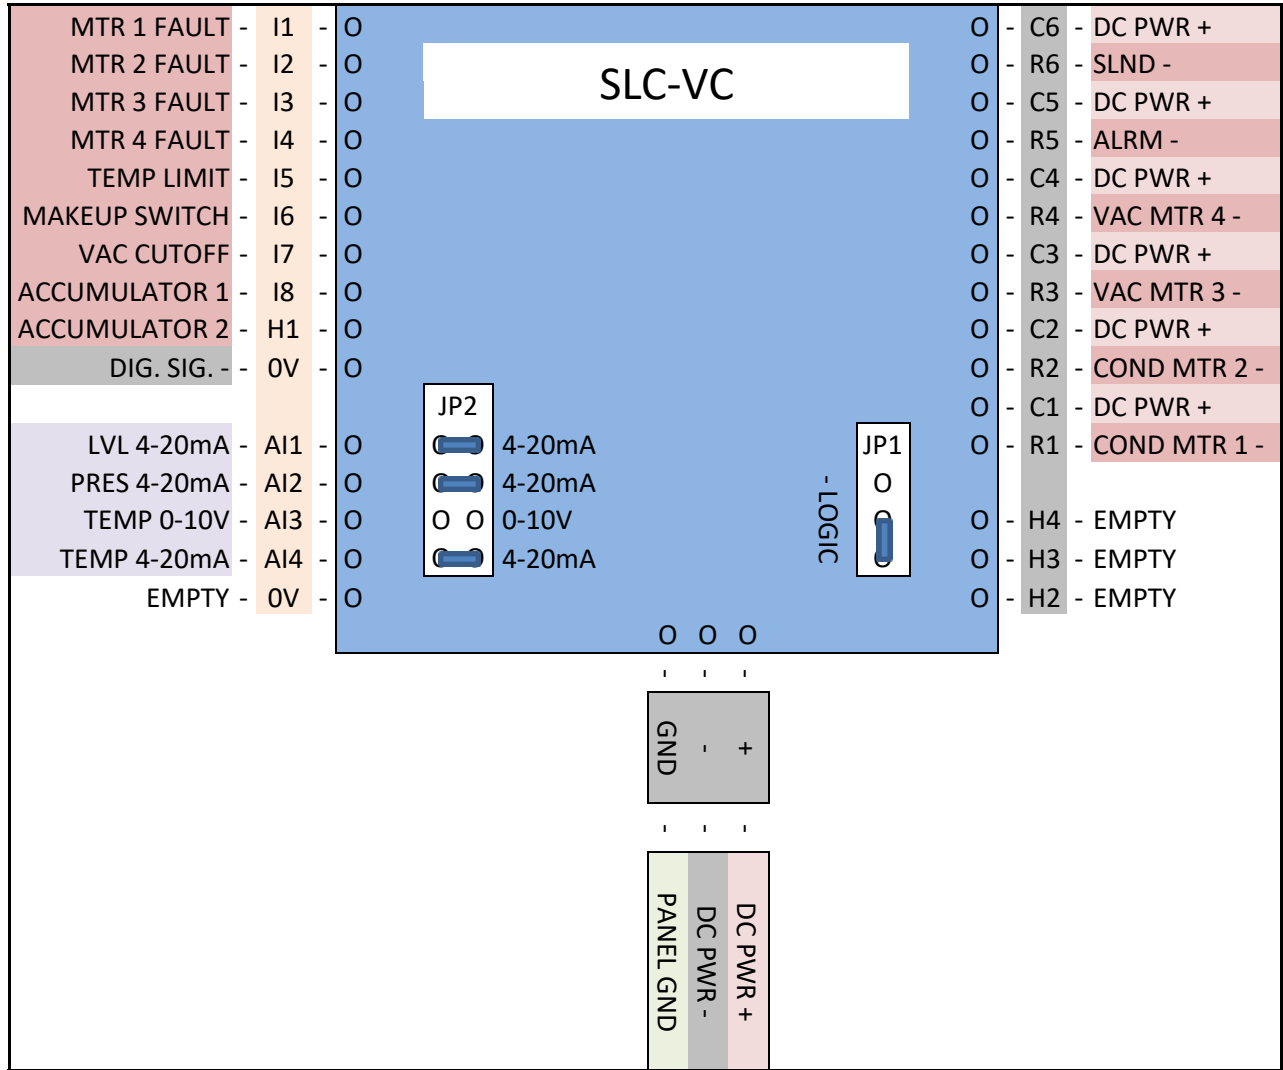 MTR 1 FAULT - I1 - O O - C6 - DC PWR +
MTR 2 FAULT - I2 - O O - R6 - SLND -
SLC-VC
MTR 3 FAULT - I3 - O O - C5 - DC PWR +
MTR 4 FAULT - I4 - O O - R5 - ALRM -
TEMP LIMIT - I5 - O O - C4 - DC PWR +
MAKEUP SWITCH - I6 - O O - R4 - VAC MTR 4 -
VAC CUTOFF - I7 - O O - C3 - DC PWR +
ACCUMULATOR 1 - I8 - O O - R3 - VAC MTR 3 -
ACCUMULATOR 2 - H1 - O O - C2 - DC PWR +
DIG. SIG. - - 0V - O O - R2 - COND MTR 2 -
JP2 O - C1 - DC PWR +
LVL 4-20mA - AI1 - O O O 4-20mA JP1 O - R1 - COND MTR 1 -
PRES 4-20mA - AI2 - O O O 4-20mA O
TEMP 0-10V - AI3 - O O O 0-10V O O - H4 - EMPTY
TEMP 4-20mA - AI4 - O O O 4-20mA O O - H3 - EMPTY
- LOGIC
EMPTY - 0V - O O - H2 - EMPTY
O O O
- - -
GND - +
- - -
PANEL GND
DC PWR -
DC PWR +